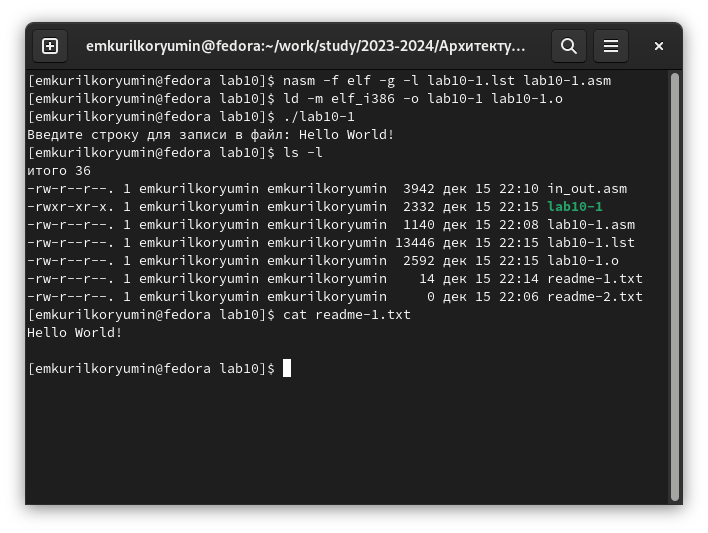 emkurilkoryumin@fedora:~/work/study/2023-2024/Архитекту...
[emkurilkoryumin@fedora lab10]$ nasm -f elf -g -l lab10-1.lst lab10-1.asm
[emkurilkoryumin@fedora lab10]$ ld -m elf_i386 -o lab10-1 lab10-1.o
[emkurilkoryumin@fedora lab10]$ ./lab10-1
Введите строку для записи в файл: Hello World!
[emkurilkoryumin@fedora lab10]$ ls -l
итого 36
-rw-r--r--. 1 emkurilkoryumin emkurilkoryumin  3942 дек 15 22:10 in_out.asm
-rwxr-xr-x. 1 emkurilkoryumin emkurilkoryumin  2332 дек 15 22:15 lab10-1
-rw-r--r--. 1 emkurilkoryumin emkurilkoryumin  1140 дек 15 22:08 lab10-1.asm
-rw-r--r--. 1 emkurilkoryumin emkurilkoryumin 13446 дек 15 22:15 lab10-1.lst
-rw-r--r--. 1 emkurilkoryumin emkurilkoryumin  2592 дек 15 22:15 lab10-1.o
-rw-r--r--. 1 emkurilkoryumin emkurilkoryumin    14 дек 15 22:14 readme-1.txt
-rw-r--r--. 1 emkurilkoryumin emkurilkoryumin     0 дек 15 22:06 readme-2.txt
[emkurilkoryumin@fedora lab10]$ cat readme-1.txt
Hello World!
[emkurilkoryumin@fedora lab10]$